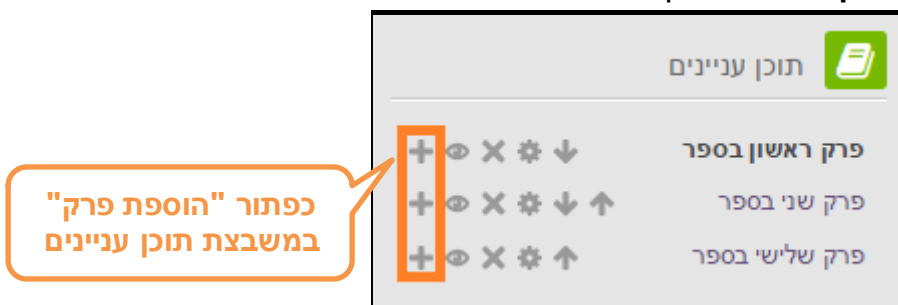 תוכן עניינים
פרק ראשון בספר
פרק שני בספר
פרק שלישי בספר
כפתור "הוספת פרק"
במשבצת תוכן עניינים